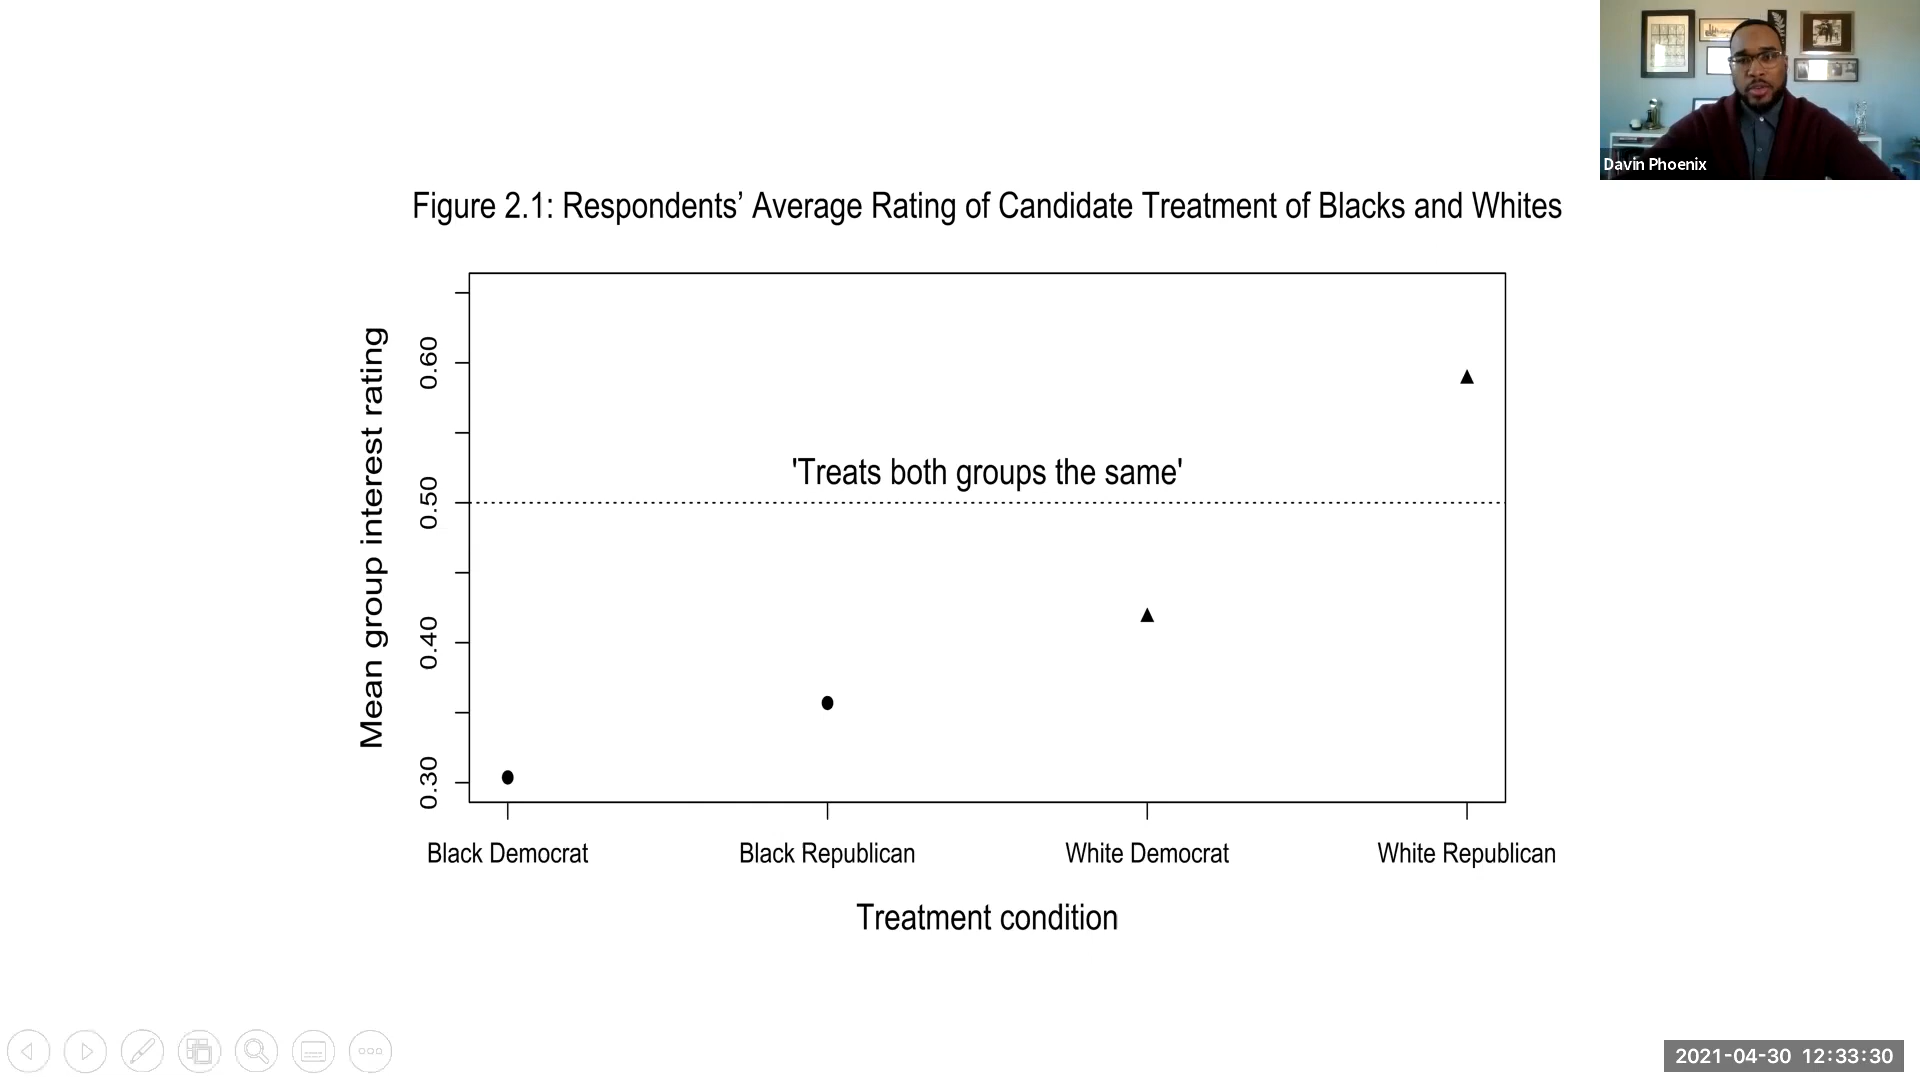 Davin Phoenix
Figure 2.1: Respondents’ Average Rating of Candidate Treatment of Blacks and Whites
Mean group interest rating
0.60
0.50
0.40
0.30
'Treats both groups the same'
Black Democrat
Black Republican
White Democrat
White Republican
Treatment condition
2021-04-30 12:33:30